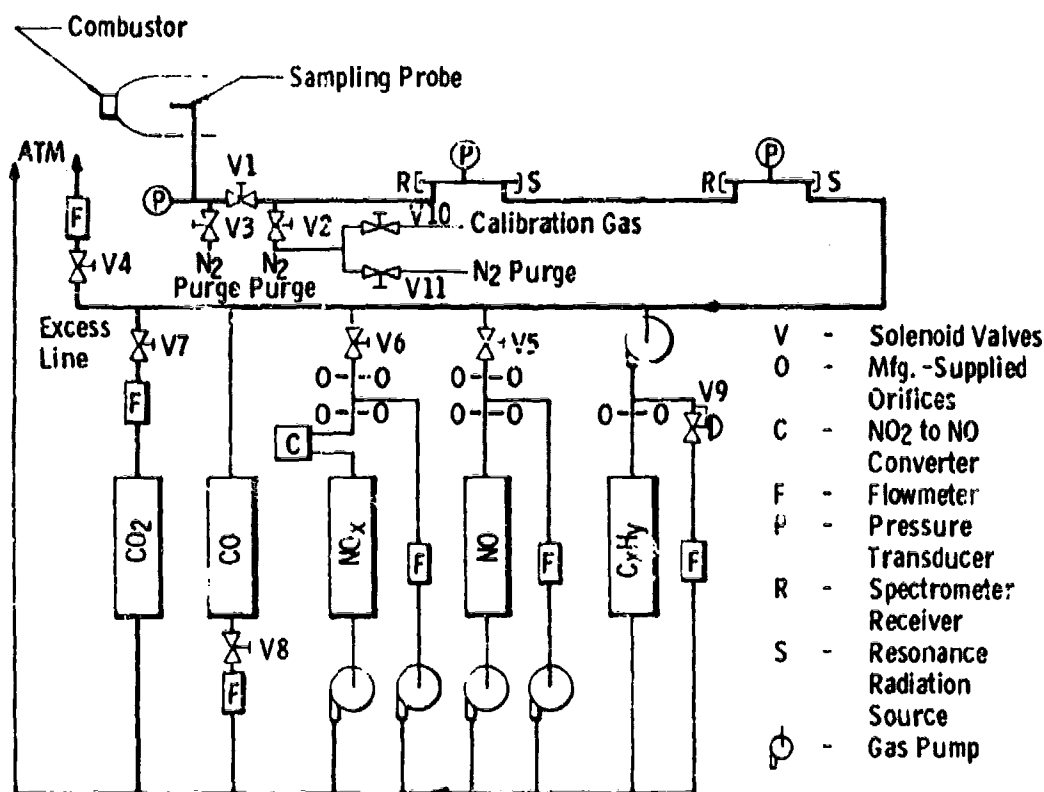 Combustor
Sampling Probe
ATM
V1
P
R
S
P
R
S
P
F
V3
V2
V10
Calibration Gas
V4
N2
Purge
N2
Purge
V11
N2 Purge
Excess
Line
V7
V6
V5
V9
F
O--O
O--O
O--O
O--O
O--O
C
CO2
CO
NOx
NO
CxHy
F
F
F
V8
F
V - Solenoid Valves
O - Mfg.-Supplied
Orifices
C - NO2 to NO
Converter
F - Flowmeter
P - Pressure
Transducer
R - Spectrometer
Receiver
S - Resonance
Radiation
Source
- Gas Pump